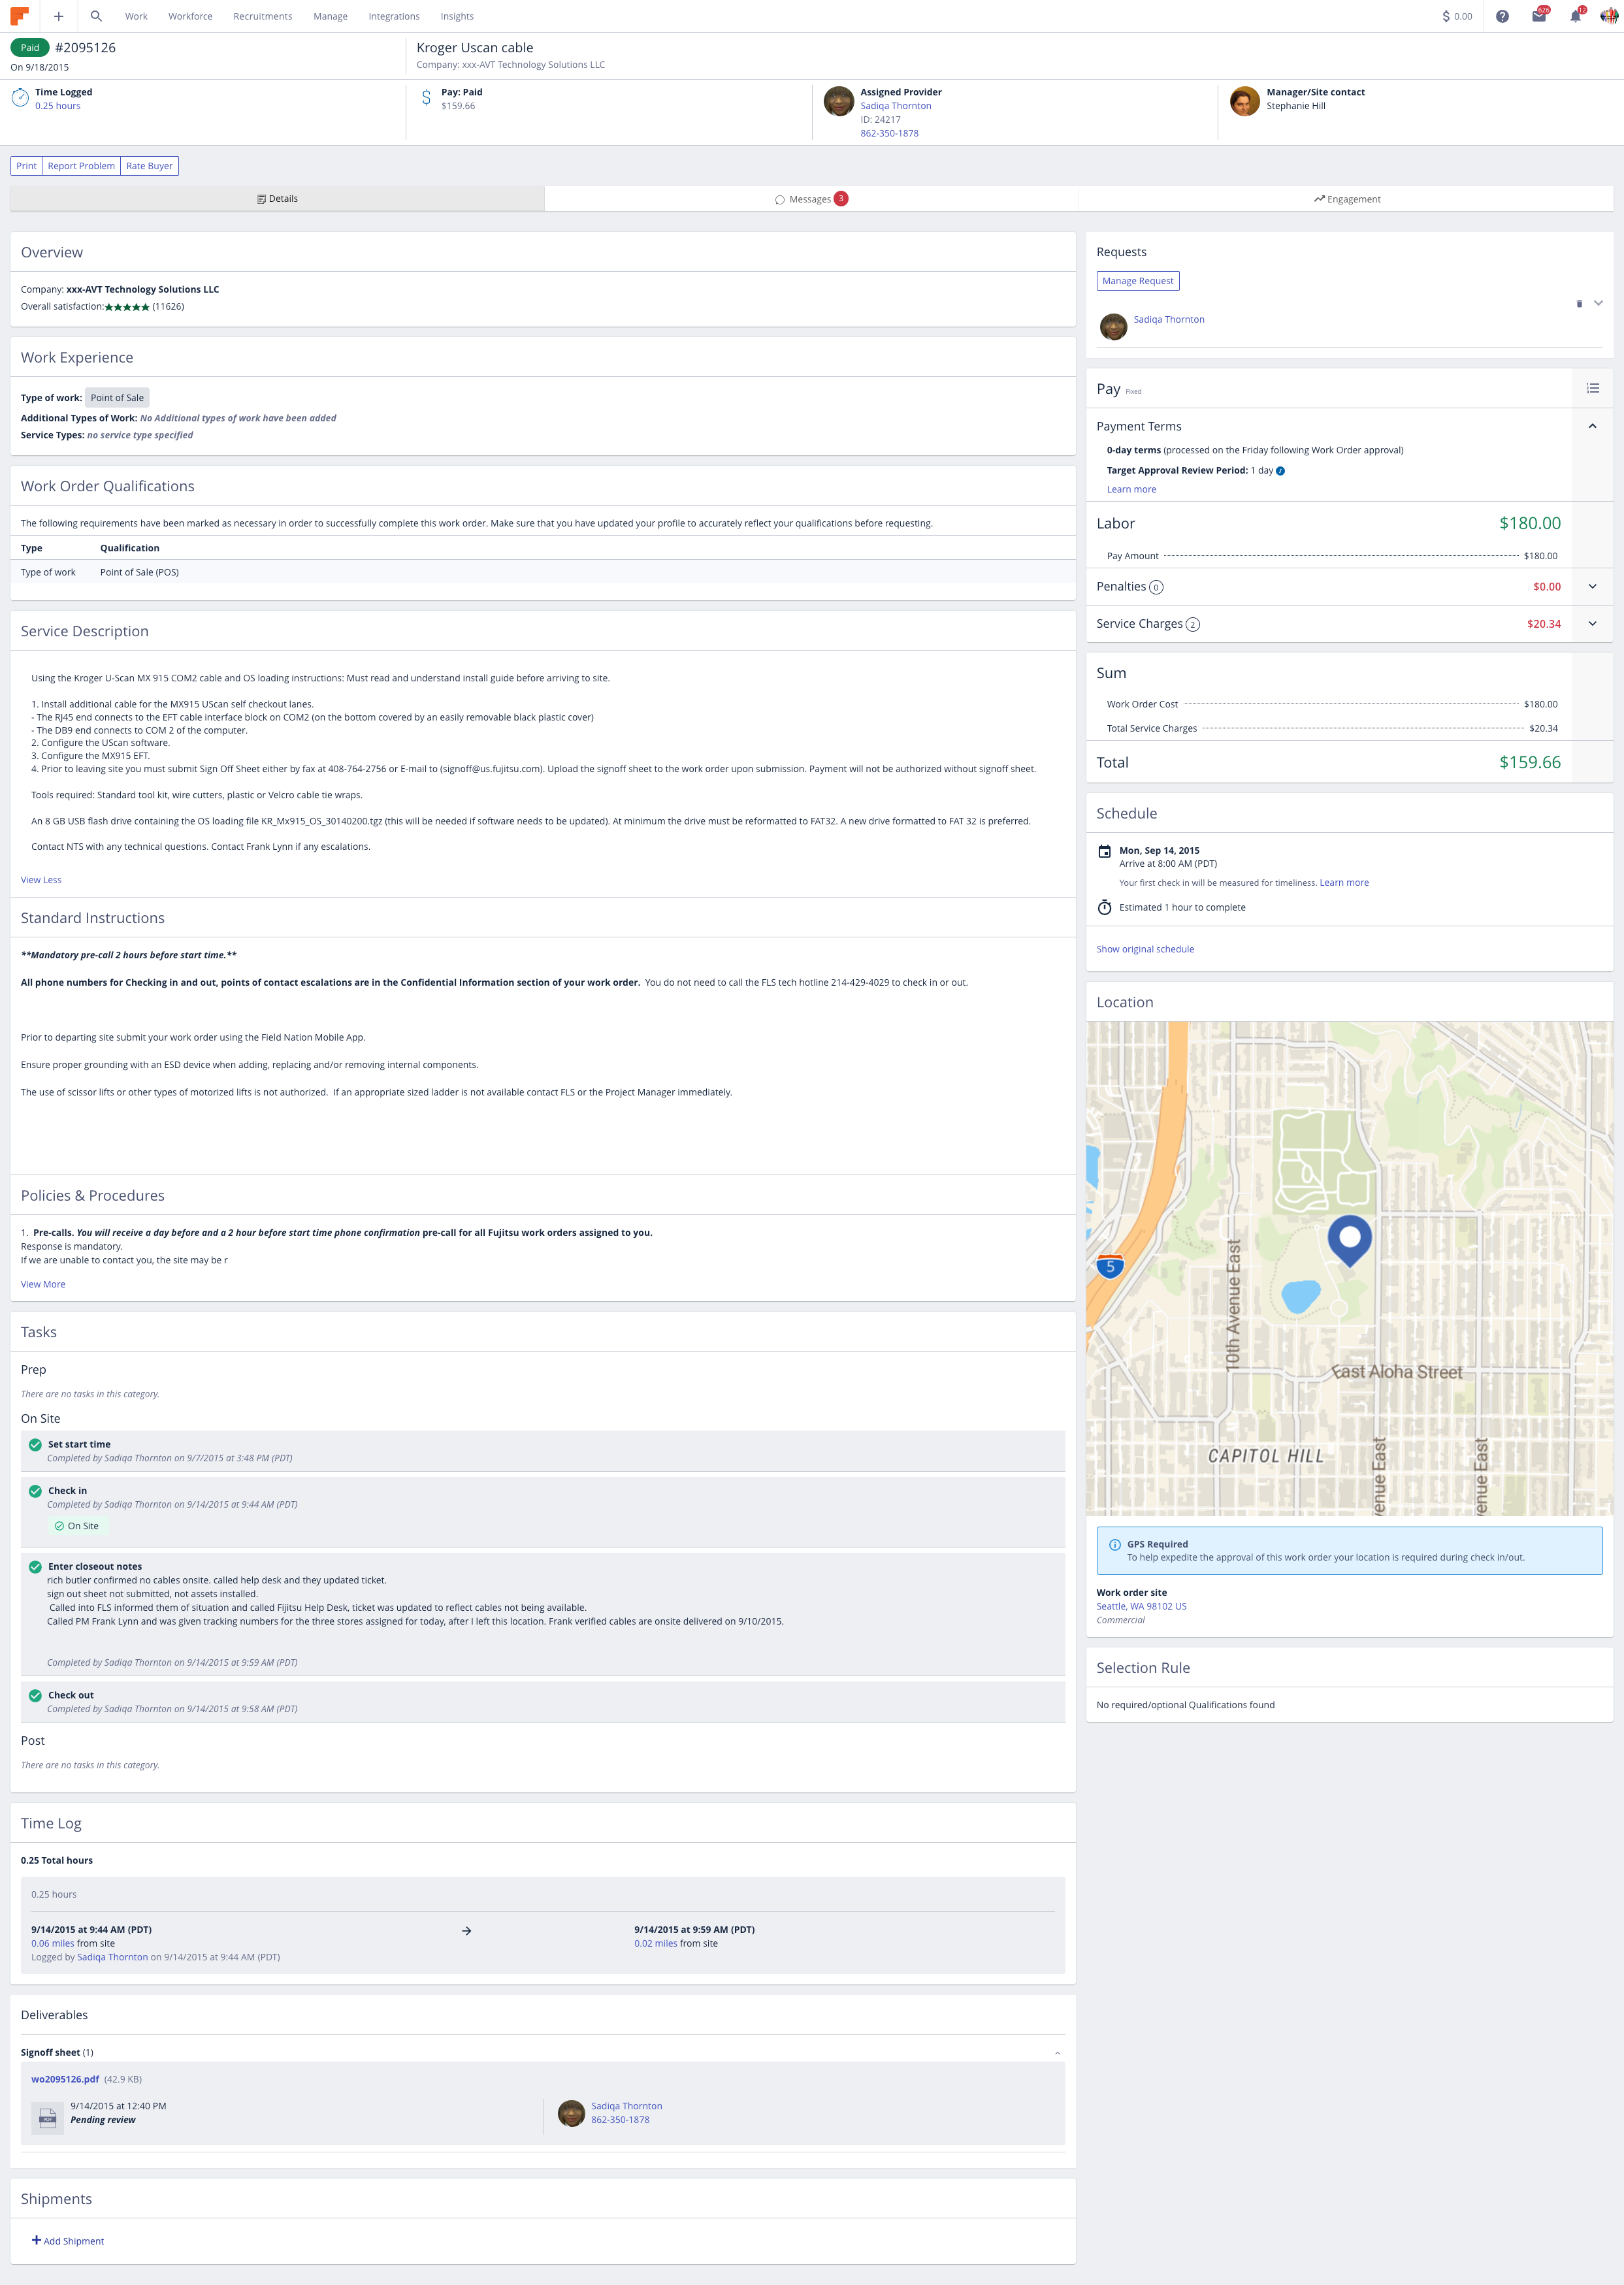 Work
Workforce
Recruitments
Manage
Integrations
Insights
$ 0.00
626
12
Paid
#2095126
On 9/18/2015
Kroger Uscan cable
Company: xxx-AVT Technology Solutions LLC
Time Logged
0.25 hours
Pay: Paid
$159.66
Assigned Provider
Sadiqa Thornton
ID: 24217
862-350-1878
Manager/Site contact
Stephanie Hill
Print
Report Problem
Rate Buyer
Details
Messages 3
Engagement
Overview
Company: xxx-AVT Technology Solutions LLC
Overall satisfaction:★★★★★ (11626)
Work Experience
Type of work: Point of Sale
Additional Types of Work: No Additional types of work have been added
Service Types: no service type specified
Work Order Qualifications
The following requirements have been marked as necessary in order to successfully complete this work order. Make sure that you have updated your profile to accurately reflect your qualifications before requesting.
Type Qualification
Type of work Point of Sale (POS)
Service Description
Using the Kroger U-Scan MX 915 COM2 cable and OS loading instructions: Must read and understand install guide before arriving to site.
1. Install additional cable for the MX915 UScan self checkout lanes.
- The RJ45 end connects to the EFT cable interface block on COM2 (on the bottom covered by an easily removable black plastic cover)
- The DB9 end connects to COM 2 of the computer.
2. Configure the UScan software.
3. Configure the MX915 EFT.
4. Prior to leaving site you must submit Sign Off Sheet either by fax at 408-764-2756 or E-mail to (signoff@us.fujitsu.com). Upload the signoff sheet to the work order upon submission. Payment will not be authorized without signoff sheet.
Tools required: Standard tool kit, wire cutters, plastic or Velcro cable tie wraps.
An 8 GB USB flash drive containing the OS loading file KR_Mx915_OS_30140200.tgz (this will be needed if software needs to be updated). At minimum the drive must be reformatted to FAT32. A new drive formatted to FAT 32 is preferred.
Contact NTS with any technical questions. Contact Frank Lynn if any escalations.
View Less
Standard Instructions
**Mandatory pre-call 2 hours before start time.**
All phone numbers for Checking in and out, points of contact escalations are in the Confidential Information section of your work order. You do not need to call the FLS tech hotline 214-429-4029 to check in or out.
Prior to departing site submit your work order using the Field Nation Mobile App.
Ensure proper grounding with an ESD device when adding, replacing and/or removing internal components.
The use of scissor lifts or other types of motorized lifts is not authorized. If an appropriate sized ladder is not available contact FLS or the Project Manager immediately.
Policies & Procedures
1. Pre-calls. You will receive a day before and a 2 hour before start time phone confirmation pre-call for all Fujitsu work orders assigned to you.
Response is mandatory.
If we are unable to contact you, the site may be r
View More
Tasks
Prep
There are no tasks in this category.
On Site
Set start time
Completed by Sadiqa Thornton on 9/7/2015 at 3:48 PM (PDT)
Check in
Completed by Sadiqa Thornton on 9/14/2015 at 9:44 AM (PDT)
On Site
Enter closeout notes
rich butler confirmed no cables onsite. called help desk and they updated ticket.
sign out sheet not submitted, not assets installed.
Called into FLS informed them of situation and called Fijitsu Help Desk, ticket was updated to reflect cables not being available.
Called PM Frank Lynn and was given tracking numbers for the three stores assigned for today, after I left this location. Frank verified cables are onsite delivered on 9/10/2015.
Completed by Sadiqa Thornton on 9/14/2015 at 9:59 AM (PDT)
Check out
Completed by Sadiqa Thornton on 9/14/2015 at 9:58 AM (PDT)
Post
There are no tasks in this category.
Time Log
0.25 Total hours
0.25 hours
9/14/2015 at 9:44 AM (PDT)
0.06 miles from site
Logged by Sadiqa Thornton on 9/14/2015 at 9:44 AM (PDT)
9/14/2015 at 9:59 AM (PDT)
0.02 miles from site
Deliverables
Signoff sheet (1)
wo2095126.pdf (42.9 KB)
PDF
9/14/2015 at 12:40 PM
Pending review
Sadiqa Thornton
862-350-1878
Shipments
Add Shipment
Requests
Manage Request
Sadiqa Thornton
Pay Fixed
Payment Terms
0-day terms (processed on the Friday following Work Order approval)
Target Approval Review Period: 1 day
Learn more
Labor $180.00
Pay Amount $180.00
Penalties 0 $0.00
Service Charges 2 $20.34
Sum
Work Order Cost $180.00
Total Service Charges $20.34
Total $159.66
Schedule
Mon, Sep 14, 2015
Arrive at 8:00 AM (PDT)
Your first check in will be measured for timeliness. Learn more
Estimated 1 hour to complete
Show original schedule
Location
5
10th Avenue East
East Aloha Street
CAPITOL HILL
venue East
venue East
GPS Required
To help expedite the approval of this work order your location is required during check in/out.
Work order site
Seattle, WA 98102 US
Commercial
Selection Rule
No required/optional Qualifications found